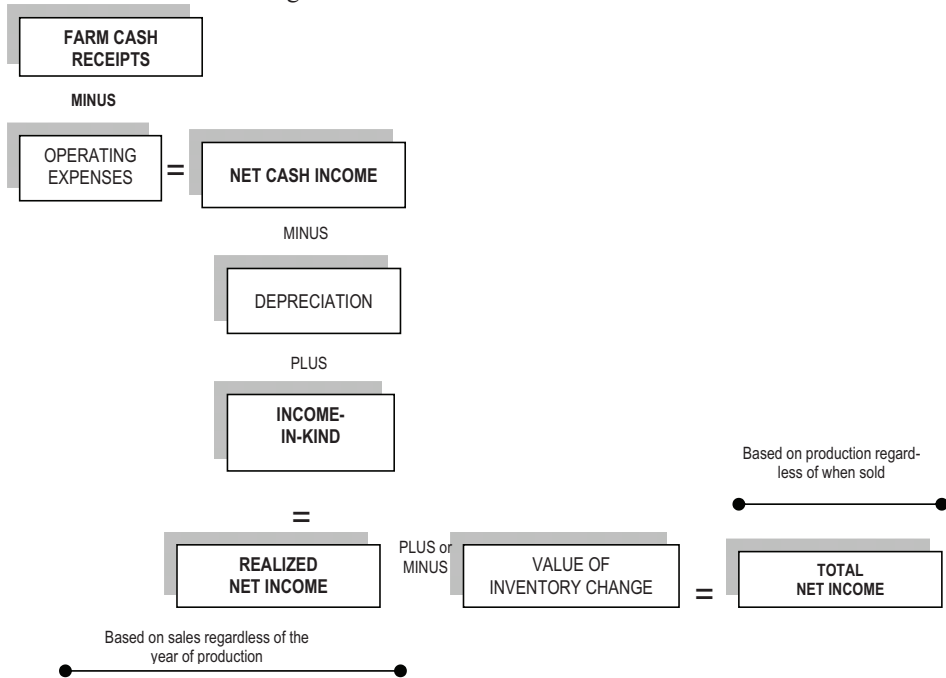 FARM CASH
RECEIPTS
MINUS
OPERATING
EXPENSES
=
NET CASH INCOME
MINUS
DEPRECIATION
PLUS
INCOME-
IN-KIND
=
REALIZED
NET INCOME
PLUS or
MINUS
VALUE OF
INVENTORY CHANGE
=
Based on production regard-
less of when sold
TOTAL
NET INCOME
Based on sales regardless of the
year of production